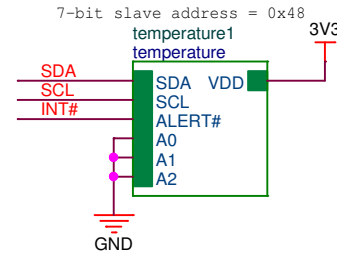 7-bit slave address = 0x48
temperature1
3V3
temperature
SDA
SCL
INT#
SDA VDD
SCL
ALERT#
A0
A1
A2
GND